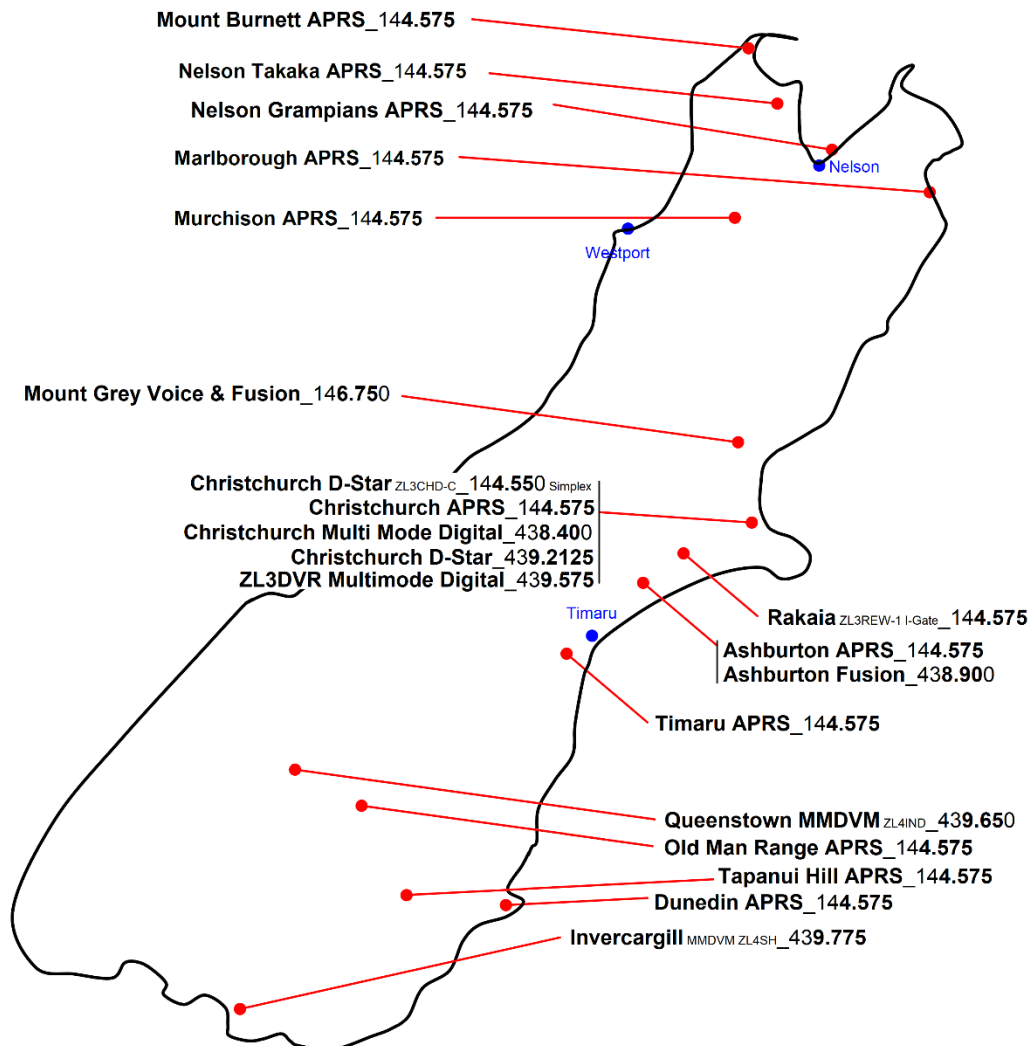 Mount Burnett APRS_144.575
Nelson Takaka APRS_144.575
Nelson Grampians APRS_144.575
Marlborough APRS_144.575
Nelson
Murchison APRS_144.575
Westport
Mount Grey Voice & Fusion_146.750
Christchurch D-Star ZL3CHD-C_144.550 Simplex
Christchurch APRS_144.575
Christchurch Multi Mode Digital_438.400
Christchurch D-Star_439.2125
ZL3DVR Multimode Digital_439.575
Timaru
Rakaia ZL3REW-1 I-Gate_144.575
Ashburton APRS_144.575
Ashburton Fusion_438.900
Timaru APRS_144.575
Queenstown MMDVM ZL4IND_439.650
Old Man Range APRS_144.575
Tapanui Hill APRS_144.575
Dunedin APRS_144.575
Invercargill MMDVM ZL4SH_439.775